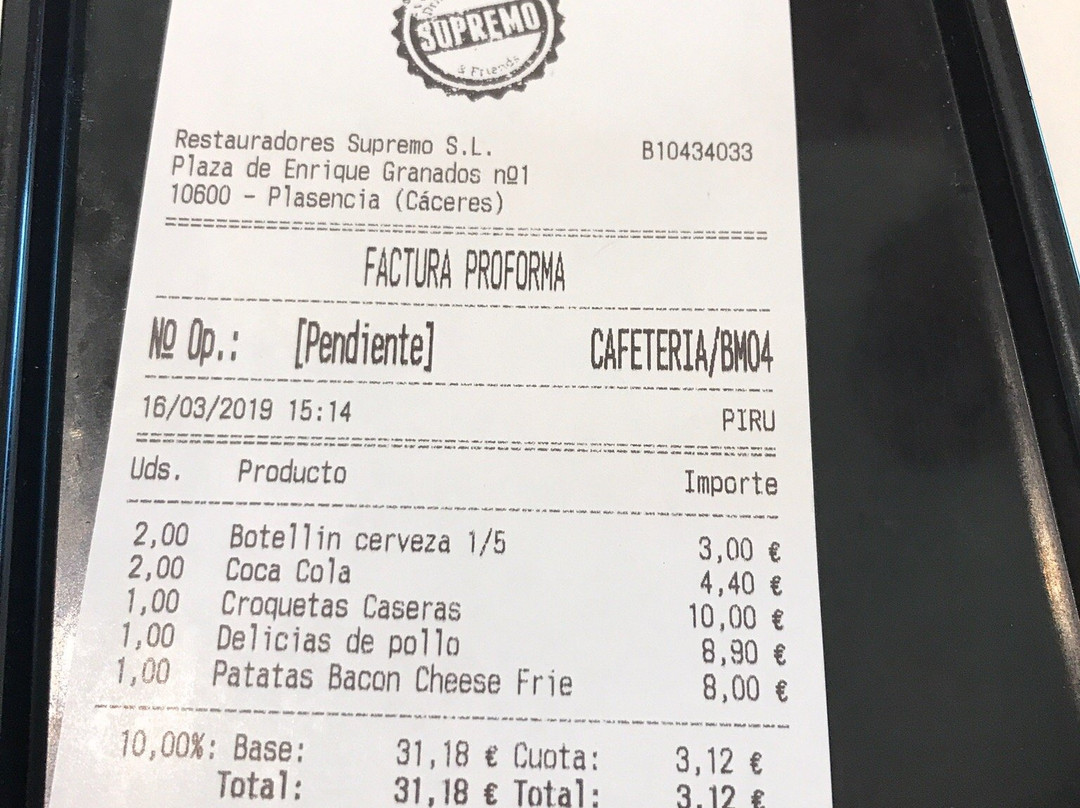 SUPREMO
& Friends
Restauradores Supremo S.L. B10434033
Plaza de Enrique Granados nº1
10600 - Plasencia (Cáceres)
FACTURA PROFORMA
Nº Op.: [Pendiente] CAFETERIA/BM04
16/03/2019 15:14 PIRU
Uds. Producto Importe
2,00 Botellin cerveza 1/5 3,00 €
2,00 Coca Cola 4,40 €
1,00 Croquetas Caseras 10,00 €
1,00 Delicias de pollo 8,90 €
1,00 Patatas Bacon Cheese Frie 8,00 €
10,00%: Base: 31,18 € Cuota: 3,12 €
Total: 31,18 € Total: 3,12 €